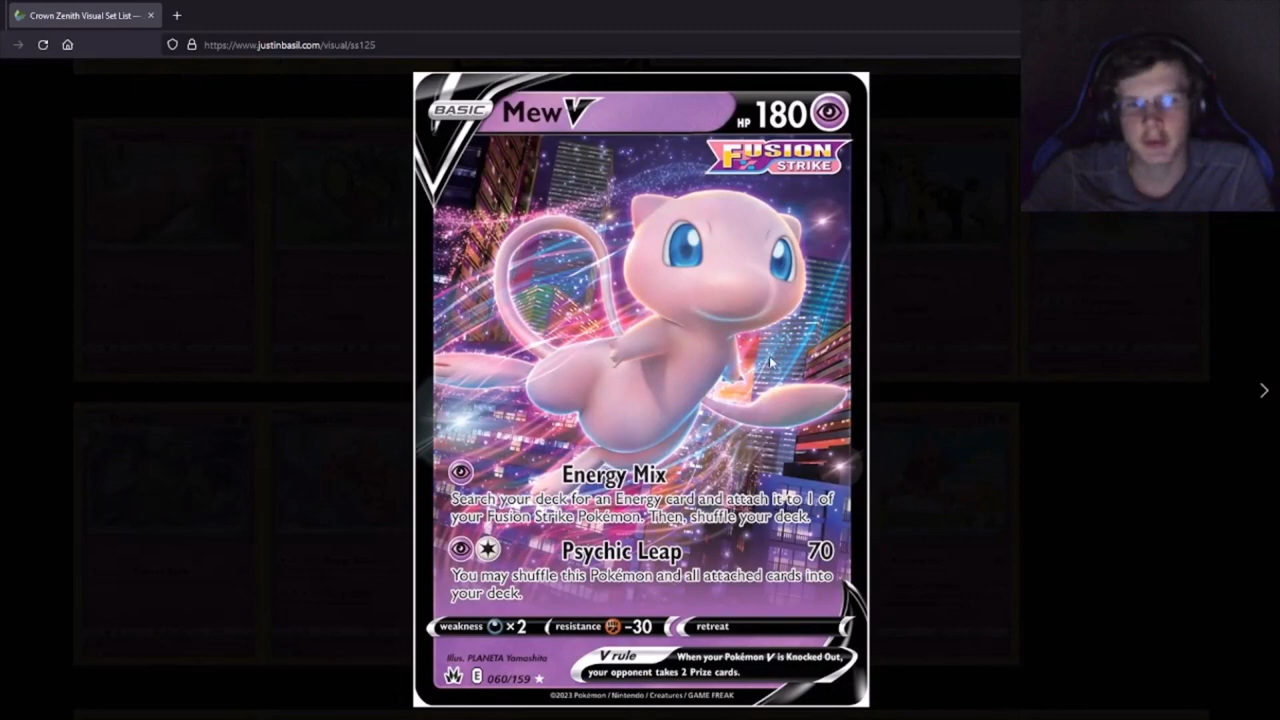 Crown Zenith Visual Set List —
https://www.justinbasil.com/visual/ss125
BASIC Mew V HP 180
FUSION
STRIKE
Energy Mix
Search your deck for an Energy card and attach it to 1 of
your Fusion Strike Pokémon. Then, shuffle your deck.
Psychic Leap 70
You may shuffle this Pokémon and all attached cards into
your deck.
weakness ×2 resistance -30 retreat
V rule When your Pokémon V is Knocked Out,
your opponent takes 2 Prize cards.
Illus. PLANETA Yamashita
E 060/159 ★
©2023 Pokémon / Nintendo / Creatures / GAME FREAK